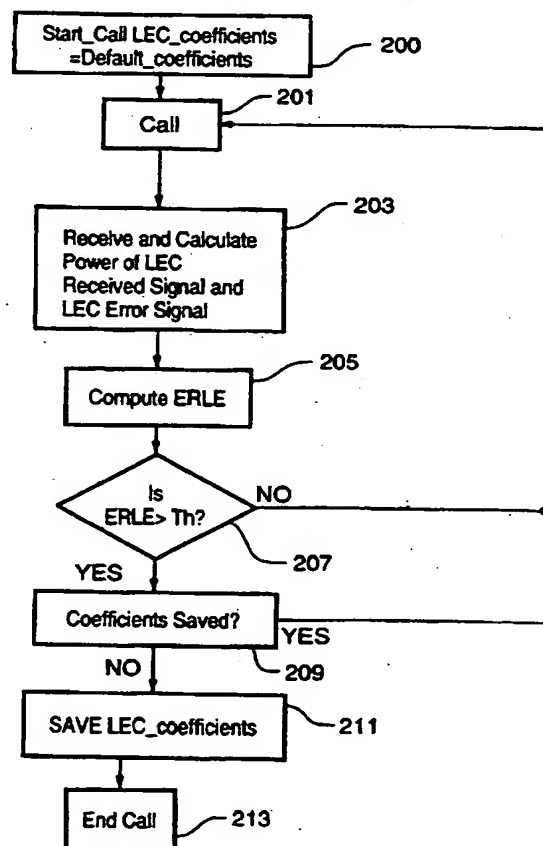 Start_Call LEC_coefficients
=Default_coefficients
200
201
Call
203
Receive and Calculate
Power of LEC
Received Signal and
LEC Error Signal
205
Compute ERLE
Is
ERLE> Th?
NO
207
YES
Coefficients Saved?
YES
209
NO
SAVE LEC_coefficients
211
End Call
213